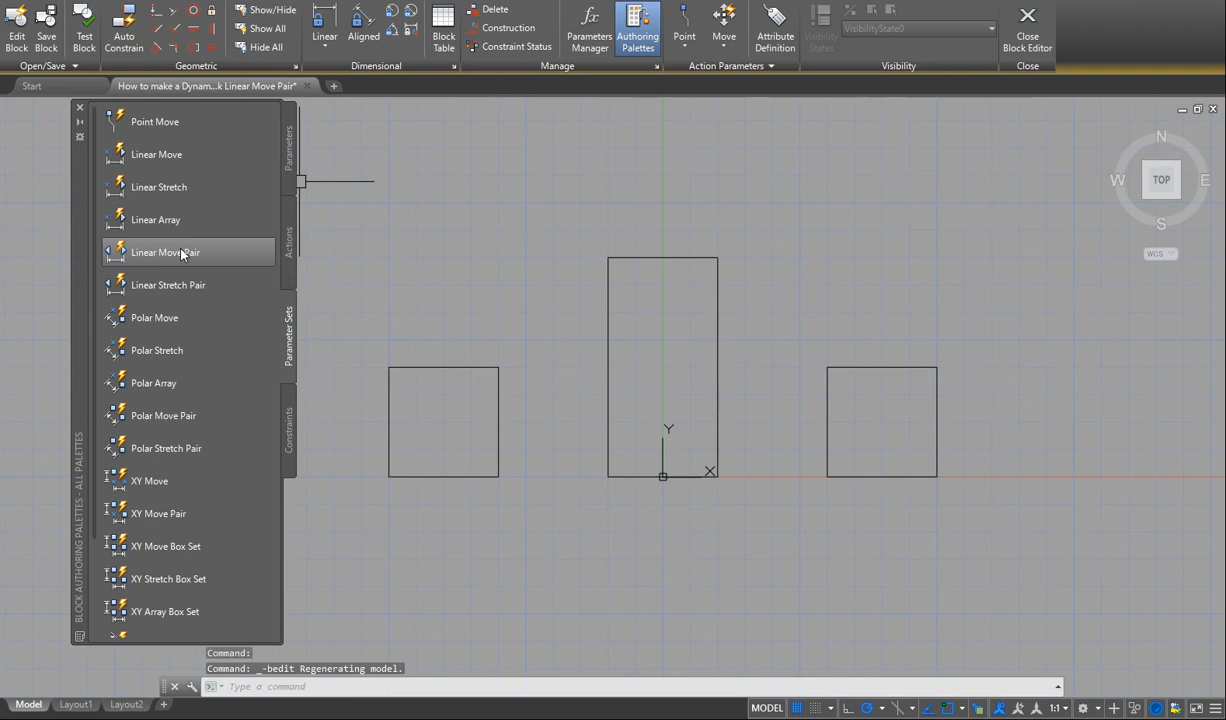 Edit Block
Save Block
Test Block
Auto Constrain
Show/Hide
Show All
Hide All
Linear
Aligned
Block Table
Delete
Construction
Constraint Status
Parameters Manager
Authoring Palettes
Point
Move
Attribute Definition
Visibility States
VisibilityState0
Close Block Editor
Open/Save
Geometric
Dimensional
Manage
Action Parameters
Visibility
Close
Start
How to make a Dynam...k Linear Move Pair*
Point Move
Linear Move
Linear Stretch
Linear Array
Linear Move Pair
Linear Stretch Pair
Polar Move
Polar Stretch
Polar Array
Polar Move Pair
Polar Stretch Pair
XY Move
XY Move Pair
XY Move Box Set
XY Stretch Box Set
XY Array Box Set
Parameters
Actions
Parameter Sets
Constraints
BLOCK AUTHORING PALETTES - ALL PALETTES
N
W
TOP
E
S
WCS
Y
X
Command:
Command: _-bedit Regenerating model.
Type a command
Model
Layout1
Layout2
MODEL
1:1